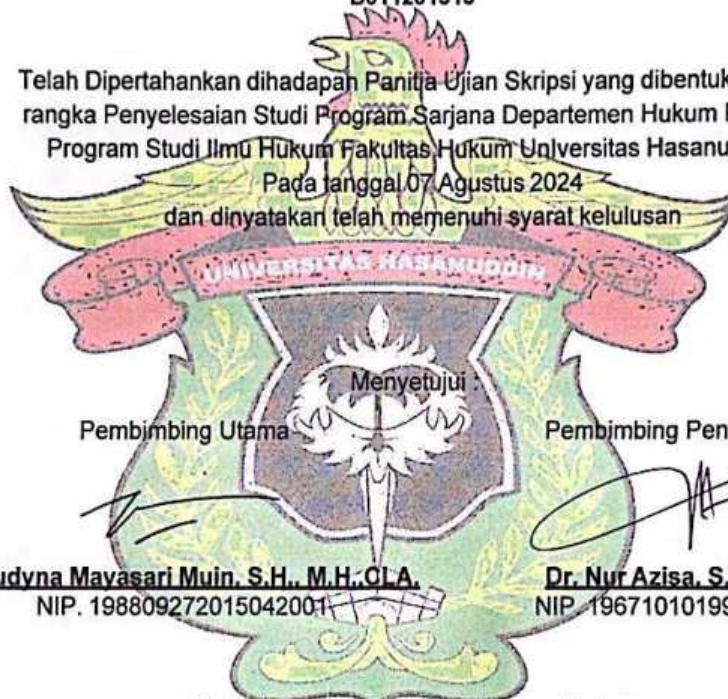 Telah Dipertahankan dihadapan Panitia Ujian Skripsi yang dibentuk
rangka Penyelesaian Studi Program Sarjana Departemen Hukum
Program Studi Ilmu Hukum Fakultas Hukum Universitas Hasanu
Pada tanggal 07 Agustus 2024
dan dinyatakan telah memenuhi syarat kelulusan
UNIVERSITAS HASANUDDIN
Menyetujui :
Pembimbing Utama Pembimbing Pen
udyna Mayasari Muin, S.H., M.H.,CLA. Dr. Nur Azisa, S.
NIP. 198809272015042001 NIP. 19671010199